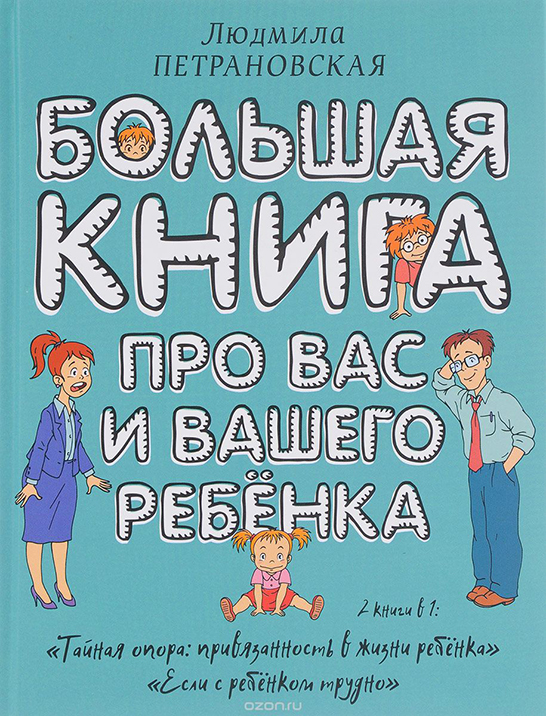 Людмила
ПЕТРАНОВСКАЯ
БОЛЬШАЯ
КНИГА
ПРО ВАС
И ВАШЕГО
РЕБЁНКА
2 книги в 1:
«Тайная опора: привязанность в жизни ребёнка»
«Если с ребёнком трудно»
ozon.ru